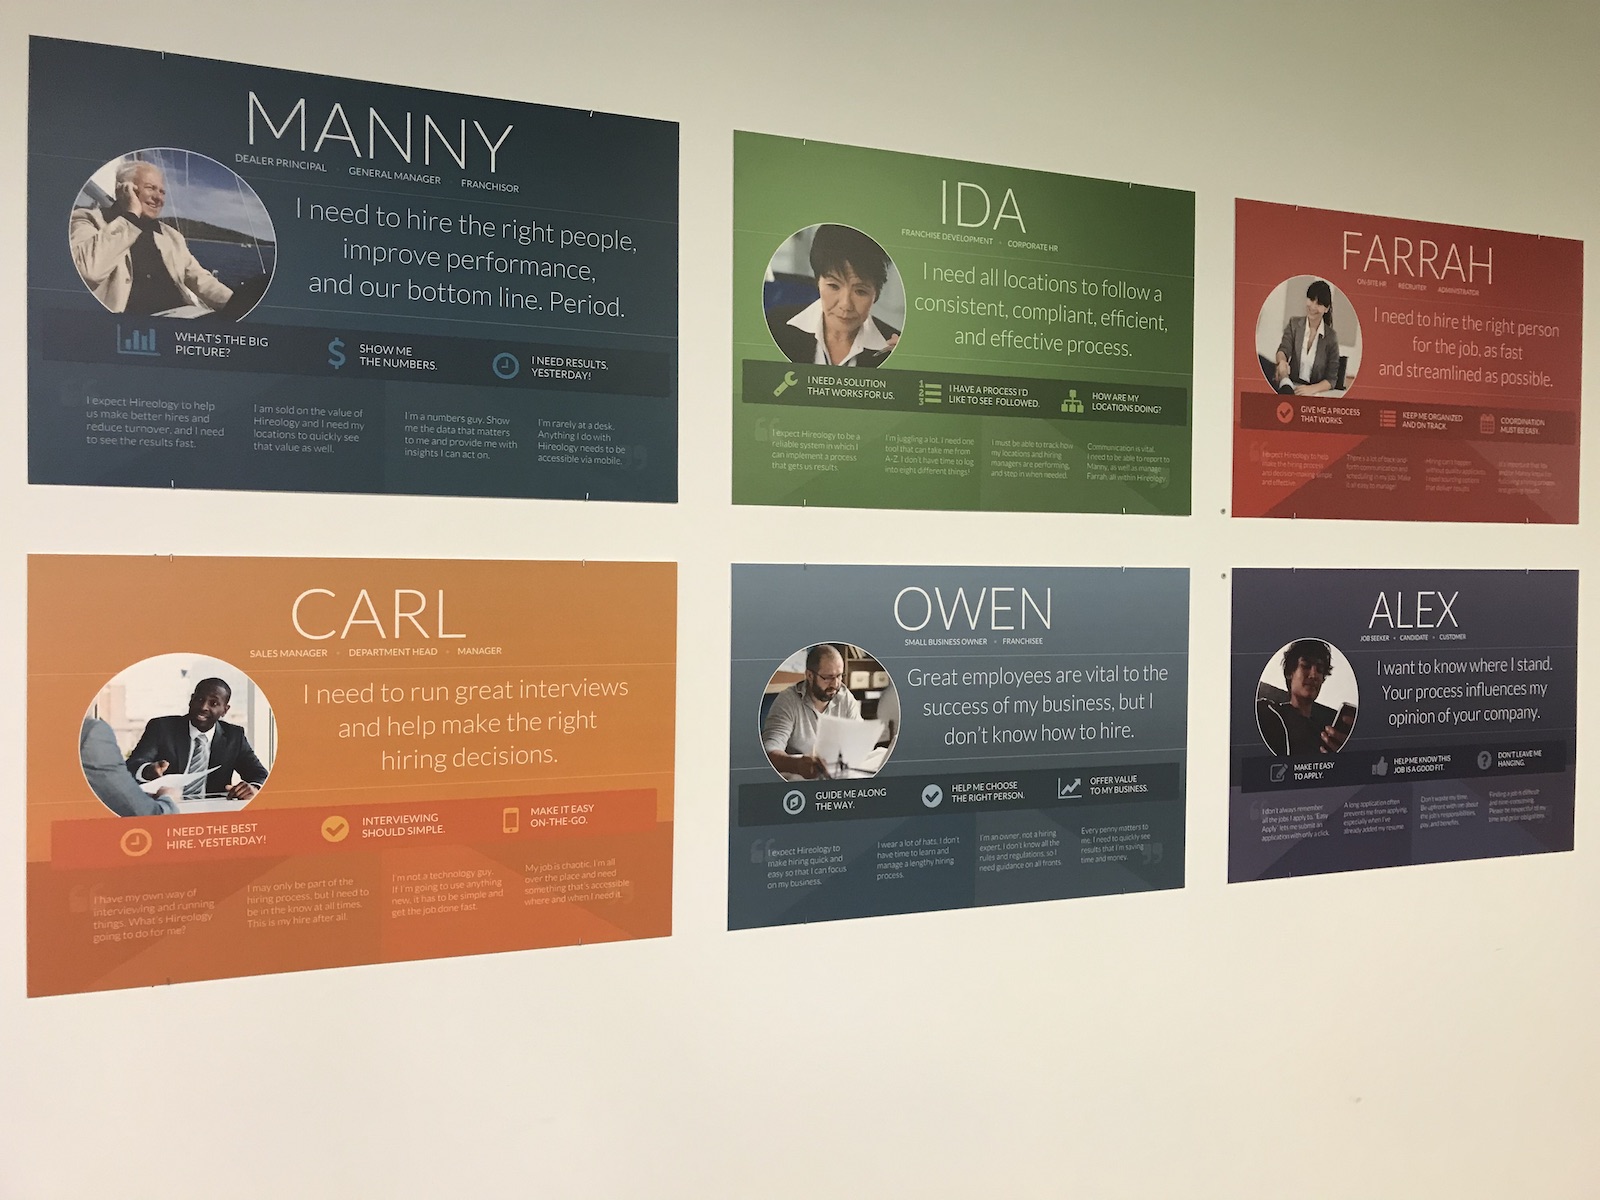 MANNY
DEALER PRINCIPAL · GENERAL MANAGER · FRANCHISOR
I need to hire the right people,
improve performance,
and our bottom line. Period.
WHAT'S THE BIG
PICTURE?
SHOW ME
THE NUMBERS.
I NEED RESULTS,
YESTERDAY!
I expect Hireology to help
us make better hires and
reduce turnover, and I need
to see the results fast.
I am sold on the value of
Hireology and I need my
locations to quickly see
that value as well.
I'm a numbers guy. Show
me the data that matters
to me and provide me with
insights I can act on.
I'm rarely at a desk.
Anything I do with
Hireology needs to be
accessible via mobile.
IDA
FRANCHISE DEVELOPMENT · CORPORATE HR
I need all locations to follow a
consistent, compliant, efficient,
and effective process.
I NEED A SOLUTION
THAT WORKS FOR US.
1
2
3
I HAVE A PROCESS I'D
LIKE TO SEE FOLLOWED.
HOW ARE MY
LOCATIONS DOING?
I expect Hireology to be a
reliable system in which I
can implement a process
that gets us results.
I'm juggling a lot. I need one
tool that can take me from
A-Z. I don't have time to log
into eight different things!
I must be able to track how
my locations and hiring
managers are performing,
and step in when needed.
Communication is vital.
I need to be able to report to
Manny, as well as manage
Farrah, all within Hireology.
FARRAH
ON-SITE HR RECRUITER ADMINISTRATOR
I need to hire the right person
for the job, as fast
and streamlined as possible.
GIVE ME A PROCESS
THAT WORKS.
KEEP ME ORGANIZED
AND ON TRACK.
COORDINATION
MUST BE EASY.
I expect Hireology to help
make the hiring process
and decision-making simple
and effective.
There's a lot of back-and-
forth communication and
scheduling in my job. Make
it all easy to manage.
Hiring can't happen
without quality applicants.
I need sourcing options
that deliver results.
CARL
SALES MANAGER · DEPARTMENT HEAD · MANAGER
I need to run great interviews
and help make the right
hiring decisions.
I NEED THE BEST
HIRE. YESTERDAY!
INTERVIEWING
SHOULD SIMPLE.
MAKE IT EASY
ON-THE-GO.
I have my own way of
interviewing and running
things. What's Hireology
going to do for me?
I may only be part of the
hiring process, but I need to
be in the know at all times.
This is my hire after all.
I'm not a technology guy.
If I'm going to use anything
new, it has to be simple and
get the job done fast.
My job is chaotic. I'm all
over the place and need
something that's accessible
where and when I need it.
OWEN
SMALL BUSINESS OWNER · FRANCHISEE
Great employees are vital to the
success of my business, but I
don't know how to hire.
GUIDE ME ALONG
THE WAY.
HELP ME CHOOSE
THE RIGHT PERSON.
OFFER VALUE
TO MY BUSINESS.
I expect Hireology to
make hiring quick and
easy so that I can focus
on my business.
I wear a lot of hats. I don't
have time to learn and
manage a lengthy hiring
process.
I'm an owner, not a hiring
expert. I don't know all the
rules and regulations, so I
need guidance on all fronts.
Every penny matters to
me. I need to quickly see
results that I'm saving
time and money.
ALEX
JOB SEEKER · CANDIDATE · CUSTOMER
I want to know where I stand.
Your process influences my
opinion of your company.
MAKE IT EASY
TO APPLY.
HELP ME KNOW THIS
JOB IS A GOOD FIT.
DON'T LEAVE ME
HANGING.
I don't always remember
all the jobs I apply to. "Easy
Apply" lets me submit an
application with only a click.
A long application often
prevents me from applying,
especially when I've
already added my resume.
Don't waste my time.
Be upfront with me about
the job's responsibilities,
pay, and benefits.
Finding a job is difficult
and time-consuming.
Please be respectful of my
time and prior obligations.